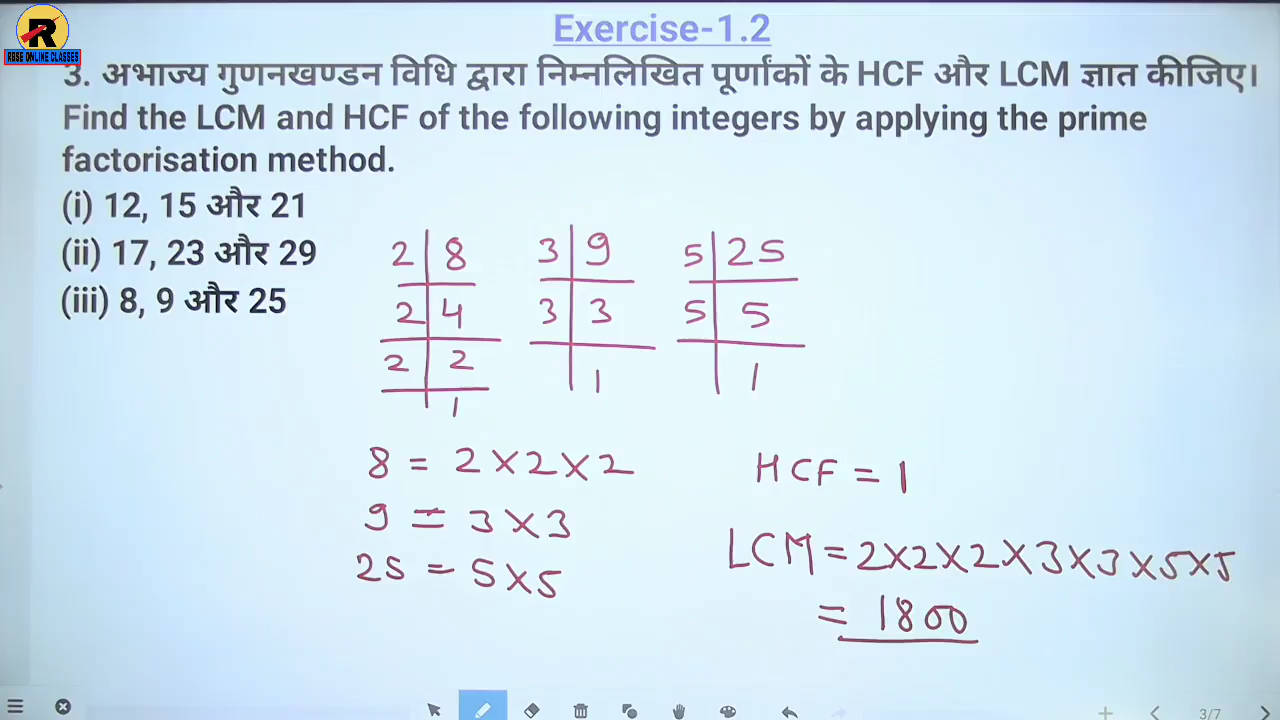 R
RBSE ONLINE CLASSES
Exercise-1.2
3. अभाज्य गुणनखण्डन विधि द्वारा निम्नलिखित पूर्णांकों के HCF और LCM ज्ञात कीजिए।
Find the LCM and HCF of the following integers by applying the prime
factorisation method.
(i) 12, 15 और 21
(ii) 17, 23 और 29
(iii) 8, 9 और 25
2 8 3 9 5 25
2 4 3 3 5 5
2 2 1 1
1
8 = 2×2×2
9 = 3×3
25 = 5×5
HCF = 1
LCM = 2×2×2×3×3×5×5
= 1800
3/7